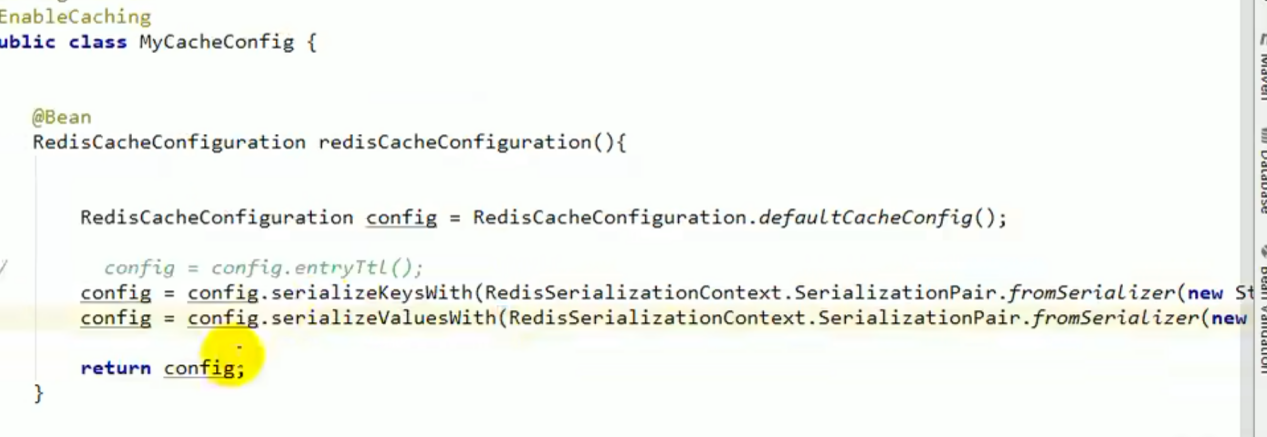 EnableCaching
ublic class MyCacheConfig {
@Bean
RedisCacheConfiguration redisCacheConfiguration(){
RedisCacheConfiguration config = RedisCacheConfiguration.defaultCacheConfig();
/ config = config.entryTtl();
config = config.serializeKeysWith(RedisSerializationContext.SerializationPair.fromSerializer(new St
config = config.serializeValuesWith(RedisSerializationContext.SerializationPair.fromSerializer(new
return config;
}
Maven
Database
Bean Validation